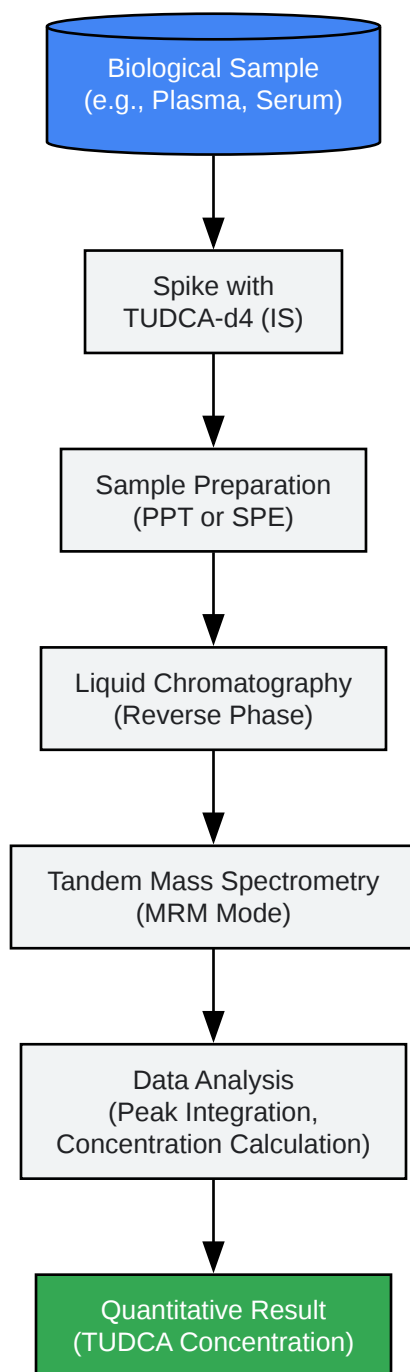 Biological Sample
(e.g., Plasma, Serum)
Spike with
TUDCA-d4 (IS)
Sample Preparation
(PPT or SPE)
Liquid Chromatography
(Reverse Phase)
Tandem Mass Spectrometry
(MRM Mode)
Data Analysis
(Peak Integration,
Concentration Calculation)
Quantitative Result
(TUDCA Concentration)